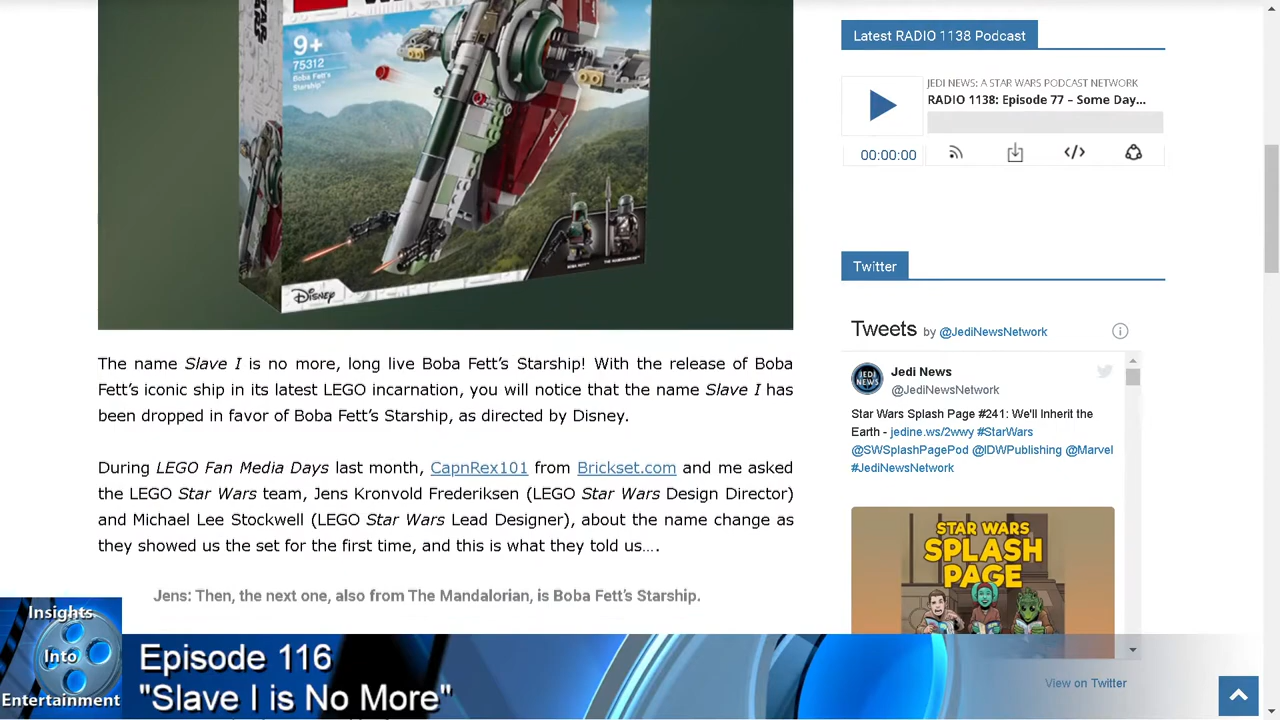 9+
75312
Boba Fett's
Starship
BOBA FETT
THE MANDALORIAN
Disney
The name Slave I is no more, long live Boba Fett's Starship! With the release of Boba
Fett's iconic ship in its latest LEGO incarnation, you will notice that the name Slave I has
been dropped in favor of Boba Fett's Starship, as directed by Disney.
During LEGO Fan Media Days last month, CapnRex101 from Brickset.com and me asked
the LEGO Star Wars team, Jens Kronvold Frederiksen (LEGO Star Wars Design Director)
and Michael Lee Stockwell (LEGO Star Wars Lead Designer), about the name change as
they showed us the set for the first time, and this is what they told us….
Jens: Then, the next one, also from The Mandalorian, is Boba Fett's Starship.
Latest RADIO 1138 Podcast
JEDI NEWS: A STAR WARS PODCAST NETWORK
RADIO 1138: Episode 77 – Some Day...
00:00:00
Twitter
Tweets by @JediNewsNetwork
JEDI
NEWS
Jedi News
@JediNewsNetwork
Star Wars Splash Page #241: We'll Inherit the
Earth - jedine.ws/2wwy #StarWars
@SWSplashPagePod @IDWPublishing @Marvel
#JediNewsNetwork
STAR WARS
SPLASH
PAGE
View on Twitter
Insights
Into
Entertainment
Episode 116
"Slave I is No More"